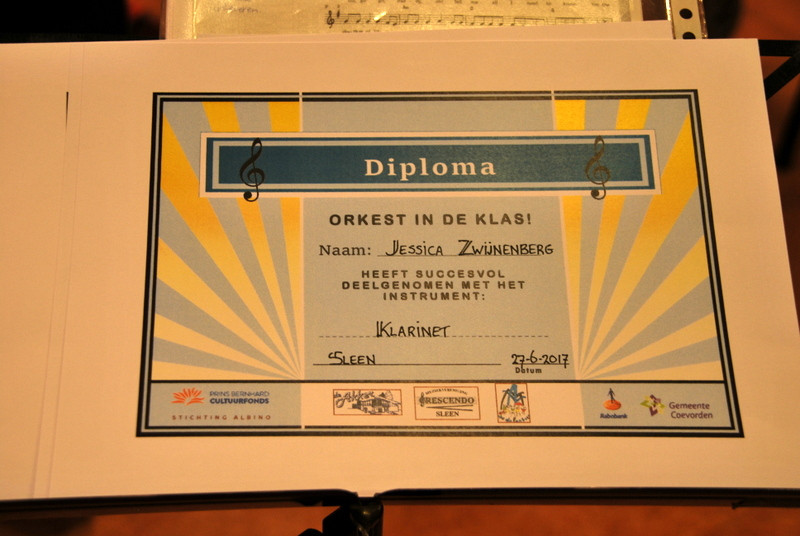 Diploma
ORKEST IN DE KLAS!
Naam: Jessica Zwijnenberg
HEEFT SUCCESVOL
DEELGENOMEN MET HET
INSTRUMENT:
Klarinet
Sleen 27-6-2017
Datum
PRINS BERNHARD
CULTUURFONDS
STICHTING ALBINO
CRESCENDO
SLEEN
Rabobank
Gemeente
Coevorden